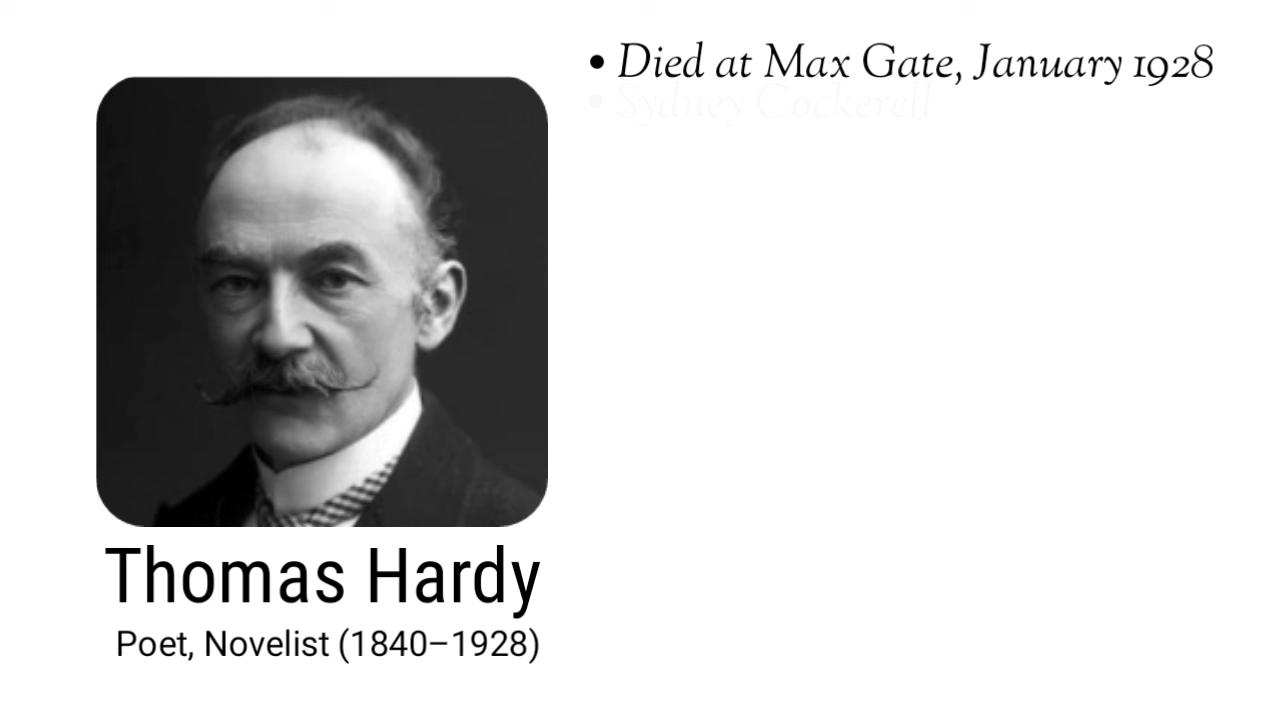 • Died at Max Gate, January 1928
• Sydney Cockerell
Thomas Hardy
Poet, Novelist (1840–1928)